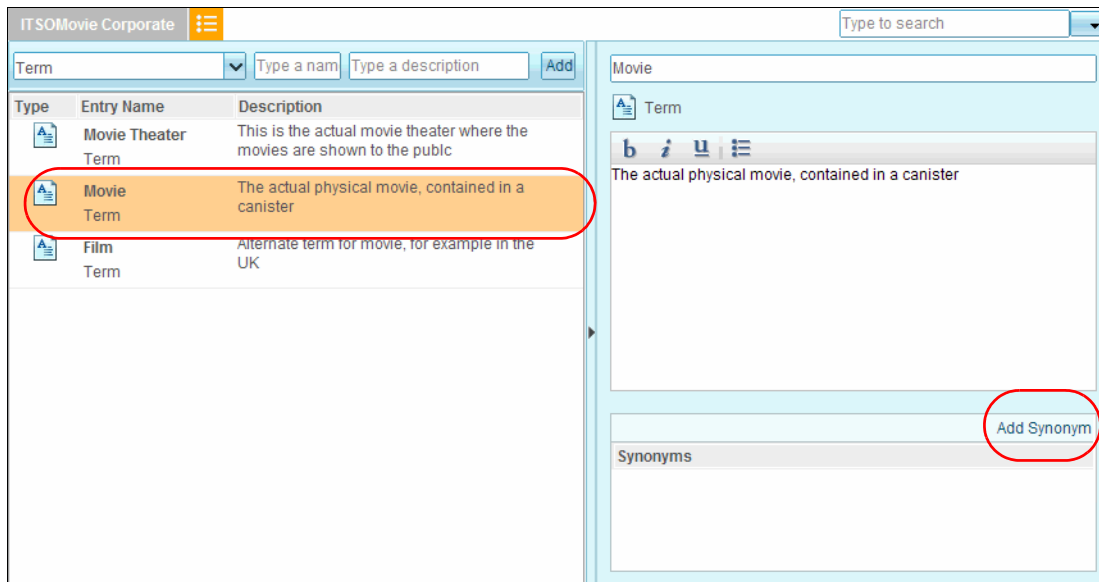 ITSOMovie Corporate
Type to search
Term
Type a nam
Type a description
Add
Type Entry Name Description
Movie Theater
Term
This is the actual movie theater where the
movies are shown to the publc
Movie
Term
The actual physical movie, contained in a
canister
Film
Term
Alternate term for movie, for example in the
UK
Movie
Term
b i u
The actual physical movie, contained in a canister
Add Synonym
Synonyms